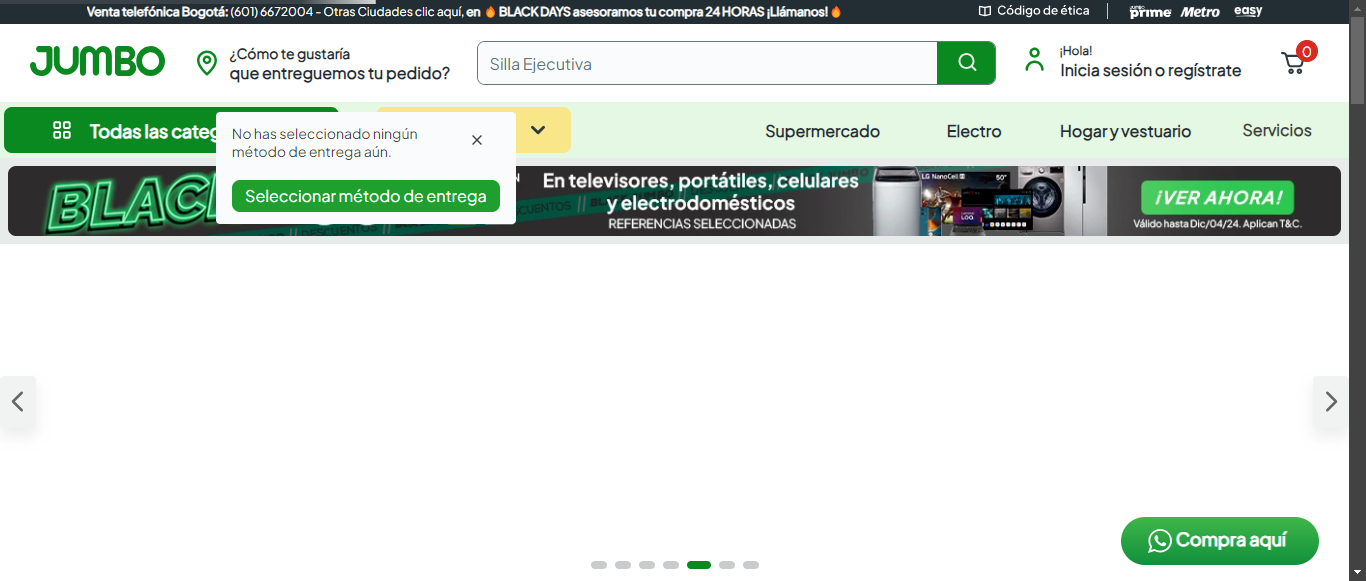 Venta telefónica Bogotá: (601) 6672004 - Otras Ciudades clic aquí, en 🔥 BLACK DAYS asesoramos tu compra 24 HORAS ¡Llámanos!🔥
Código de ética
JUMBO prime
Metro
easy
JUMBO
¿Cómo te gustaría
que entreguemos tu pedido?
Silla Ejecutiva
¡Hola!
Inicia sesión o regístrate
0
Todas las categ
Supermercado
Electro
Hogar y vestuario
Servicios
No has seleccionado ningún
método de entrega aún.
Seleccionar método de entrega
BLAC
N
En televisores, portátiles, celulares
y electrodomésticos
REFERENCIAS SELECCIONADAS
LG NanoCell
50"
¡VER AHORA!
Válido hasta Dic/04/24. Aplican T&C.
Compra aquí